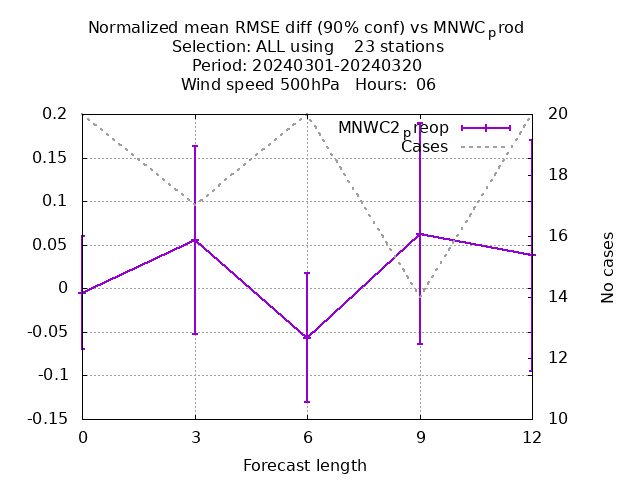 Normalized mean RMSE diff (90% conf) vs MNWCprod
Selection: ALL using 23 stations
Period: 20240301-20240320
Wind speed 500hPa Hours: 06
MNWC2preop
Cases
0.2
0.15
0.1
0.05
0
-0.05
-0.1
-0.15
20
18
16
14
12
10
No cases
0 3 6 9 12
Forecast length